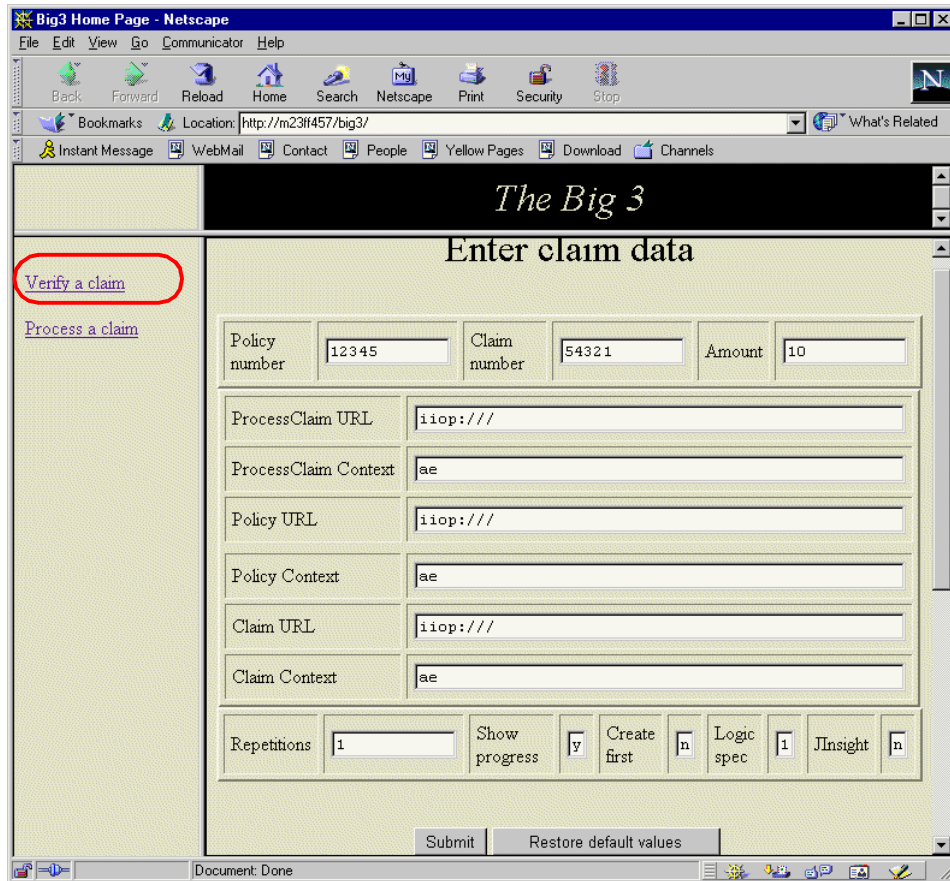 Big3 Home Page - Netscape
File Edit View Go Communicator Help
Back Forward Reload Home Search Netscape Print Security Stop
My
N
Bookmarks Location: http://m23ff457/big3/ What's Related
Instant Message WebMail Contact People Yellow Pages Download Channels
The Big 3
Verify a claim
Process a claim
Enter claim data
Policy number 12345 Claim number 54321 Amount 10
ProcessClaim URL iiop:///
ProcessClaim Context ae
Policy URL iiop:///
Policy Context ae
Claim URL iiop:///
Claim Context ae
Repetitions 1 Show progress y Create first n Logic spec 1 JInsight n
Submit Restore default values
Document: Done